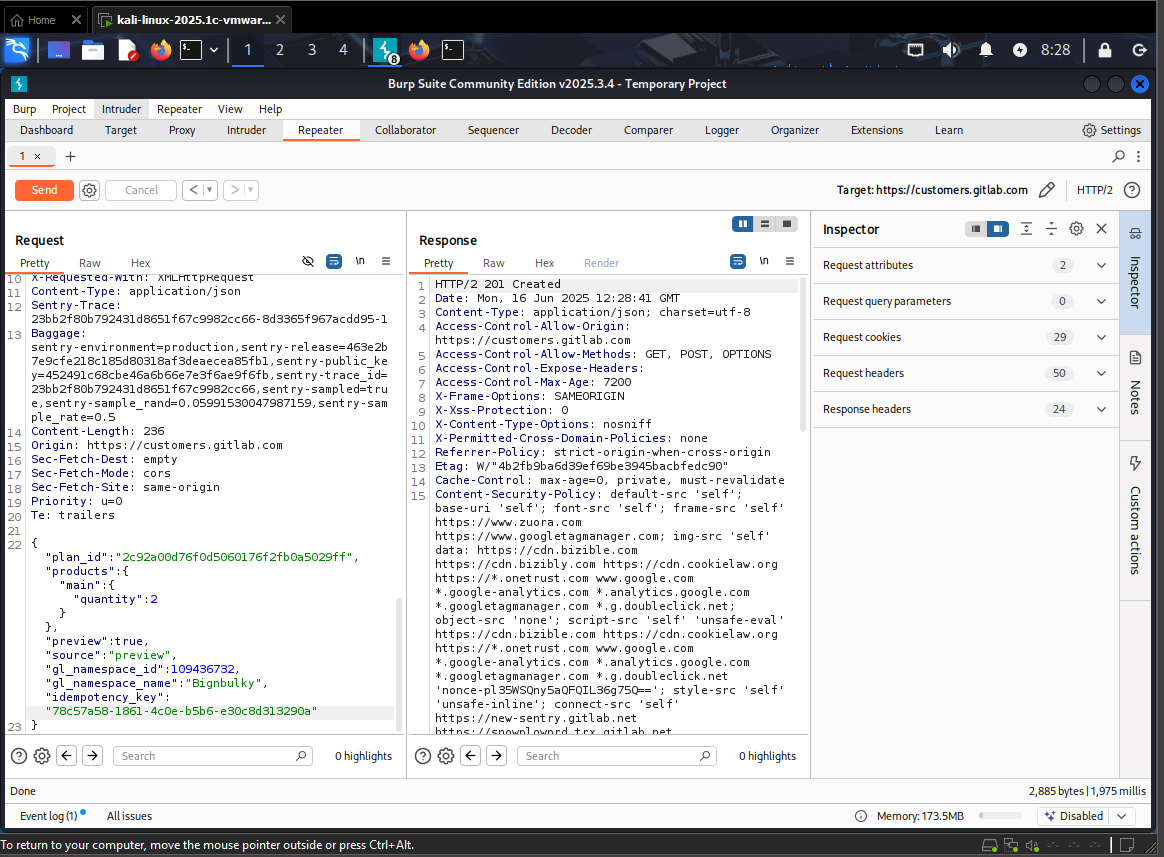 Home
kali-linux-2025.1c-vmwar...
1 2 3 4
8
8:28
Burp Suite Community Edition v2025.3.4 - Temporary Project
Burp Project Intruder Repeater View Help
Dashboard Target Proxy Intruder Repeater Collaborator Sequencer Decoder Comparer Logger Organizer Extensions Learn Settings
1 × +
Send Cancel < > Target: https://customers.gitlab.com HTTP/2
Request
Pretty Raw Hex \n
10 X-Requested-With: XMLHttpRequest
11 Content-Type: application/json
12 Sentry-Trace:
23bb2f80b792431d8651f67c9982cc66-8d3365f967acdd95-1
13 Baggage:
sentry-environment=production,sentry-release=463e2b
7e9cfe218c185d80318af3deaecea85fb1,sentry-public_ke
y=452491c68cbe46a6b66e7e3f6ae9f6fb,sentry-trace_id=
23bb2f80b792431d8651f67c9982cc66,sentry-sampled=tru
e,sentry-sample_rand=0.05991530047987159,sentry-sam
ple_rate=0.5
14 Content-Length: 236
15 Origin: https://customers.gitlab.com
16 Sec-Fetch-Dest: empty
17 Sec-Fetch-Mode: cors
18 Sec-Fetch-Site: same-origin
19 Priority: u=0
20 Te: trailers
21
22 {
"plan_id":"2c92a00d76f0d5060176f2fb0a5029ff",
"products":{
"main":{
"quantity":2
}
},
"preview":true,
"source":"preview",
"gl_namespace_id":109436732,
"gl_namespace_name":"Bignbulky",
"idempotency_key":
"78c57a58-1861-4c0e-b5b6-e30c8d313290a"
23 }
Search 0 highlights
Response
Pretty Raw Hex Render \n
1 HTTP/2 201 Created
2 Date: Mon, 16 Jun 2025 12:28:41 GMT
3 Content-Type: application/json; charset=utf-8
4 Access-Control-Allow-Origin:
https://customers.gitlab.com
5 Access-Control-Allow-Methods: GET, POST, OPTIONS
6 Access-Control-Expose-Headers:
7 Access-Control-Max-Age: 7200
8 X-Frame-Options: SAMEORIGIN
9 X-Xss-Protection: 0
10 X-Content-Type-Options: nosniff
11 X-Permitted-Cross-Domain-Policies: none
12 Referrer-Policy: strict-origin-when-cross-origin
13 Etag: W/"4b2fb9ba6d39ef69be3945bacbfedc90"
14 Cache-Control: max-age=0, private, must-revalidate
15 Content-Security-Policy: default-src 'self';
base-uri 'self'; font-src 'self'; frame-src 'self'
https://www.zuora.com
https://www.googletagmanager.com; img-src 'self'
data: https://cdn.bizible.com
https://cdn.bizibly.com https://cdn.cookielaw.org
https://*.onetrust.com www.google.com
*.google-analytics.com *.analytics.google.com
*.googletagmanager.com *.g.doubleclick.net;
object-src 'none'; script-src 'self' 'unsafe-eval'
https://cdn.bizible.com https://cdn.cookielaw.org
https://*.onetrust.com www.google.com
*.google-analytics.com *.analytics.google.com
*.googletagmanager.com *.g.doubleclick.net
'nonce-pl35WSQny5aQFQIL36g75Q=='; style-src 'self'
'unsafe-inline'; connect-src 'self'
https://new-sentry.gitlab.net
https://snowplowprd.trx.gitlab.net
Search 0 highlights
Inspector
Request attributes 2
Request query parameters 0
Request cookies 29
Request headers 50
Response headers 24
Inspector
Notes
Custom actions
Done 2,885 bytes | 1,975 millis
Event log (1) All issues Memory: 173.5MB Disabled
To return to your computer, move the mouse pointer outside or press Ctrl+Alt.